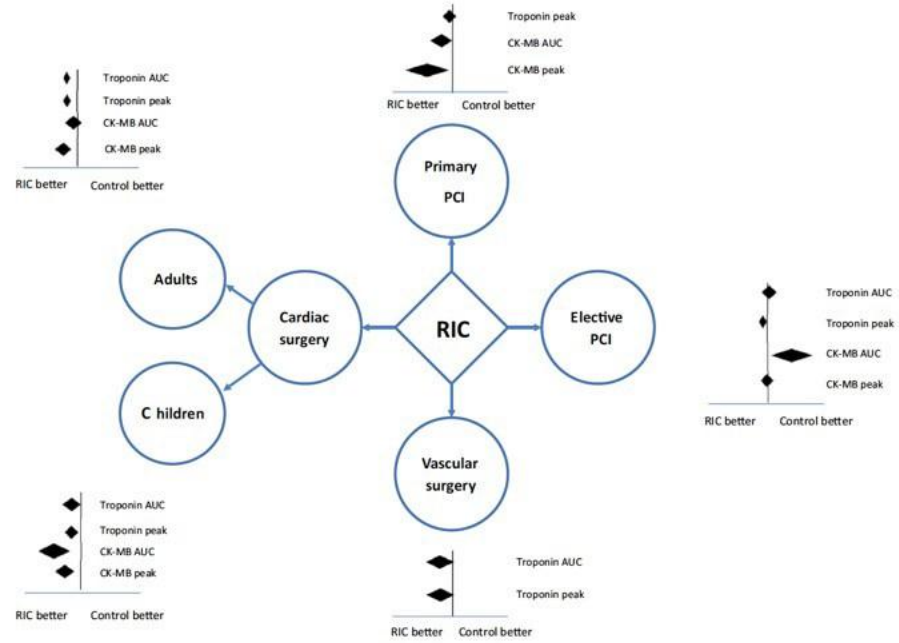 Troponin peak
CK-MB AUC
CK-MB peak
RIC better Control better
Troponin AUC
Troponin peak
CK-MB AUC
CK-MB peak
RIC better Control better
Primary
PCI
Adults
Cardiac
surgery
RIC
Elective
PCI
C hildren
Vascular
surgery
Troponin AUC
Troponin peak
CK-MB AUC
CK-MB peak
RIC better Control better
Troponin AUC
Troponin peak
CK-MB AUC
CK-MB peak
RIC better Control better
Troponin AUC
Troponin peak
RIC better Control better